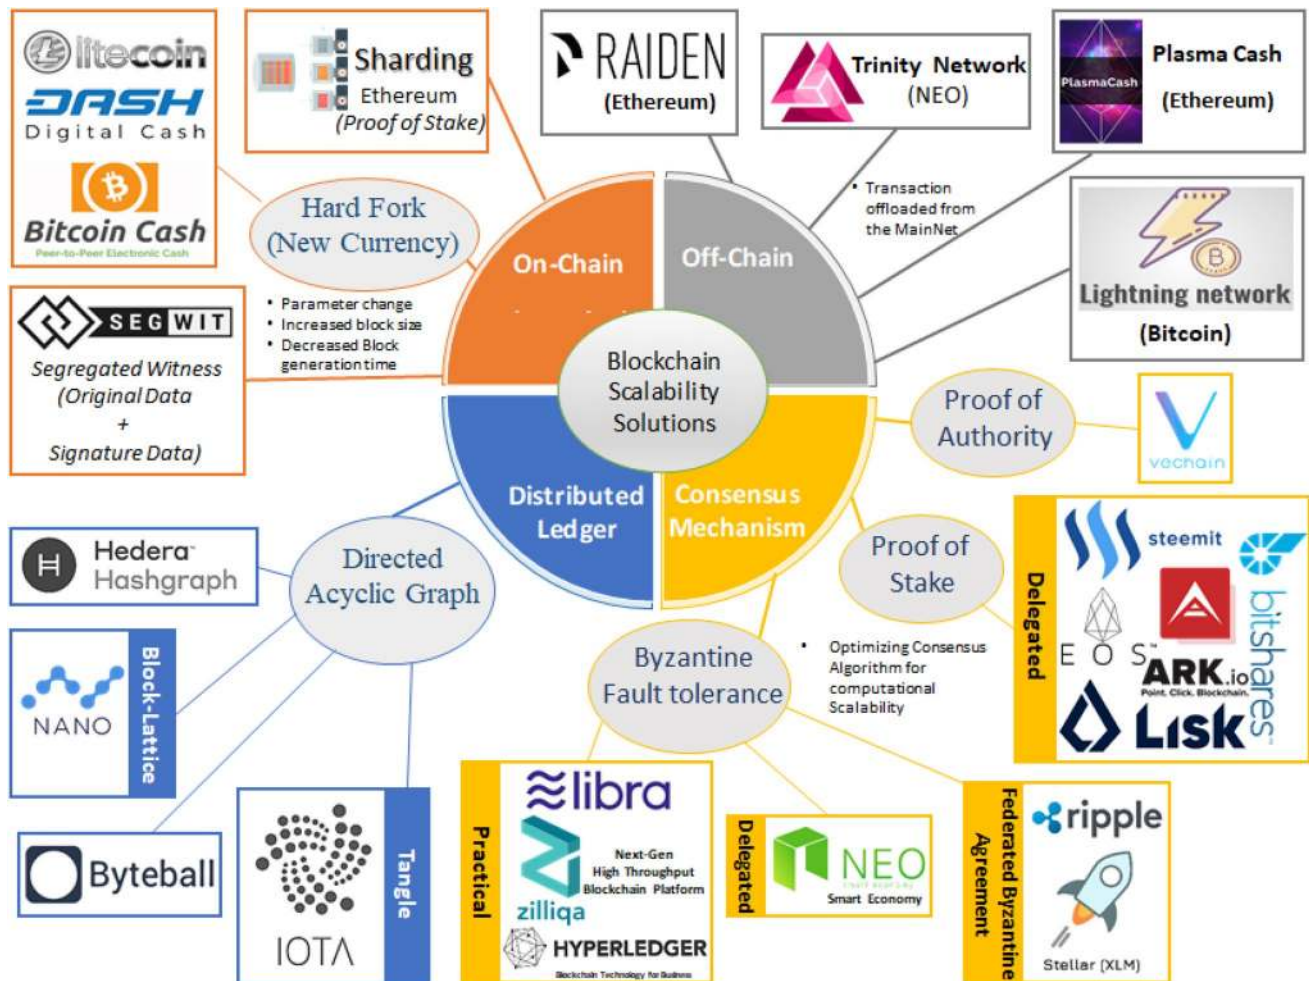 litecoin
DASH
Digital Cash
Bitcoin Cash
Peer-to-Peer Electronic Cash
Sharding
Ethereum
(Proof of Stake)
RAIDEN
(Ethereum)
Trinity Network
(NEO)
PlasmaCash
Plasma Cash
(Ethereum)
Hard Fork
(New Currency)
On-Chain
Off-Chain
• Transaction
offloaded from
the MainNet
Lightning network
(Bitcoin)
SEGWIT
Segregated Witness
(Original Data
+
Signature Data)
• Parameter change
• Increased block size
• Decreased Block
generation time
Blockchain
Scalability
Solutions
Proof of
Authority
vechain
Distributed
Ledger
Consensus
Mechanism
Hedera™
Hashgraph
Directed
Acyclic Graph
Proof of
Stake
Delegated
steemit
EOS™
ARK.io
Point. Click. Blockchain.
bitshares™
Lisk
NANO
Block-Lattice
Byzantine
Fault tolerance
• Optimizing Consensus
Algorithm for
computational
Scalability
Byteball
IOTA
Tangle
Practical
libra
zilliqa
Next-Gen
High Throughput
Blockchain Platform
HYPERLEDGER
Blockchain Technology for Business
Delegated
NEO
Smart Economy
Federated Byzantine
Agreement
ripple
Stellar (XLM)